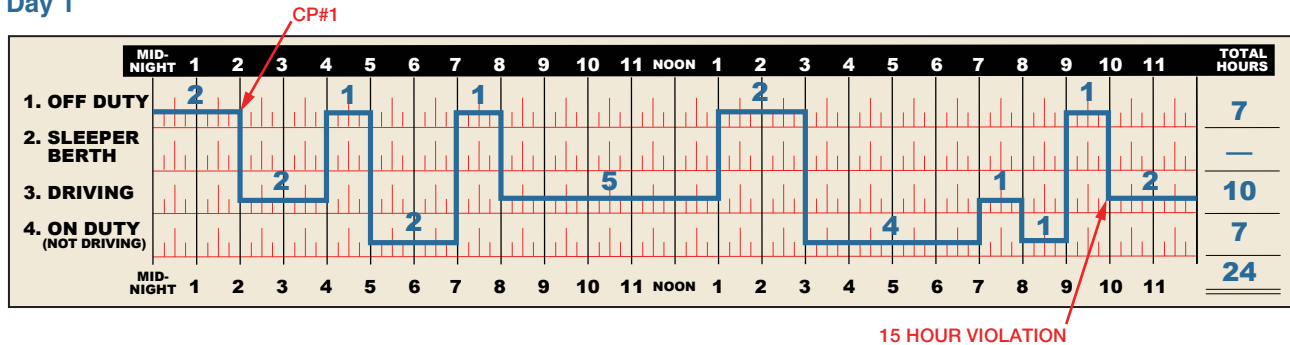 Day 1
CP#1
MID-NIGHT 1 2 3 4 5 6 7 8 9 10 11 NOON 1 2 3 4 5 6 7 8 9 10 11 TOTAL HOURS
1. OFF DUTY 2 1 1 2 1 7
2. SLEEPER BERTH —
3. DRIVING 2 5 1 2 10
4. ON DUTY (NOT DRIVING) 2 4 1 7
MID-NIGHT 1 2 3 4 5 6 7 8 9 10 11 NOON 1 2 3 4 5 6 7 8 9 10 11 24
15 HOUR VIOLATION